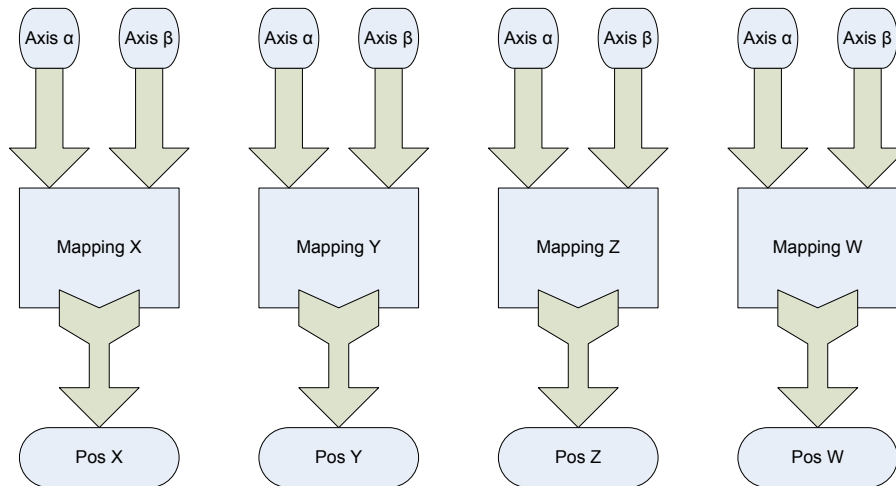 Axis α
Axis β
Axis α
Axis β
Axis α
Axis β
Axis α
Axis β
Mapping X
Mapping Y
Mapping Z
Mapping W
Pos X
Pos Y
Pos Z
Pos W